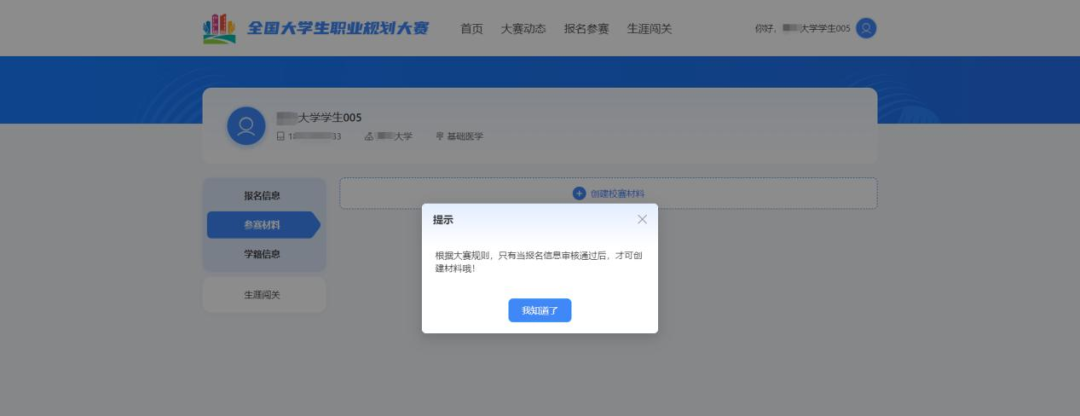 全国大学生职业规划大赛
首页 大赛动态 报名参赛 生涯闯关
你好, 大学学生005
大学学生005
18 33 大学 基础医学
报名信息
创建校赛材料
参赛材料
学籍信息
生涯闯关
提示
根据大赛规则，只有当报名信息审核通过后，才可创
建材料哦！
我知道了